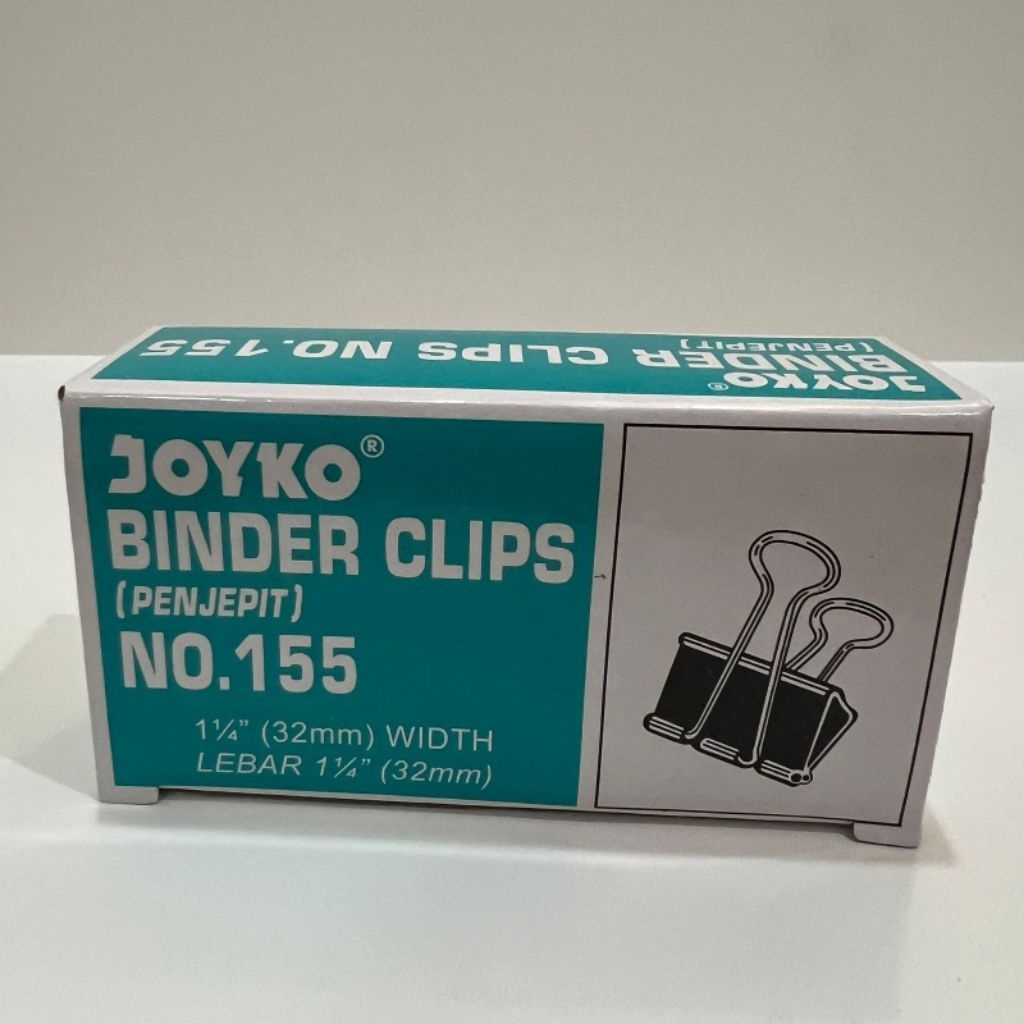 JOYKO®
BINDER CLIPS NO.155
(PENJEPIT)
JOYKO®
BINDER CLIPS
(PENJEPIT)
NO.155
1¼” (32mm) WIDTH
LEBAR 1¼” (32mm)